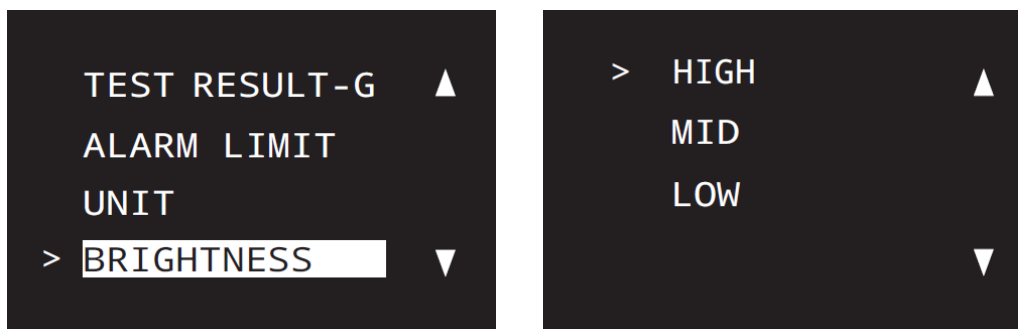 TEST RESULT-G ▲
ALARM LIMIT
UNIT
> BRIGHTNESS ▼
> HIGH ▲
MID
LOW
▼